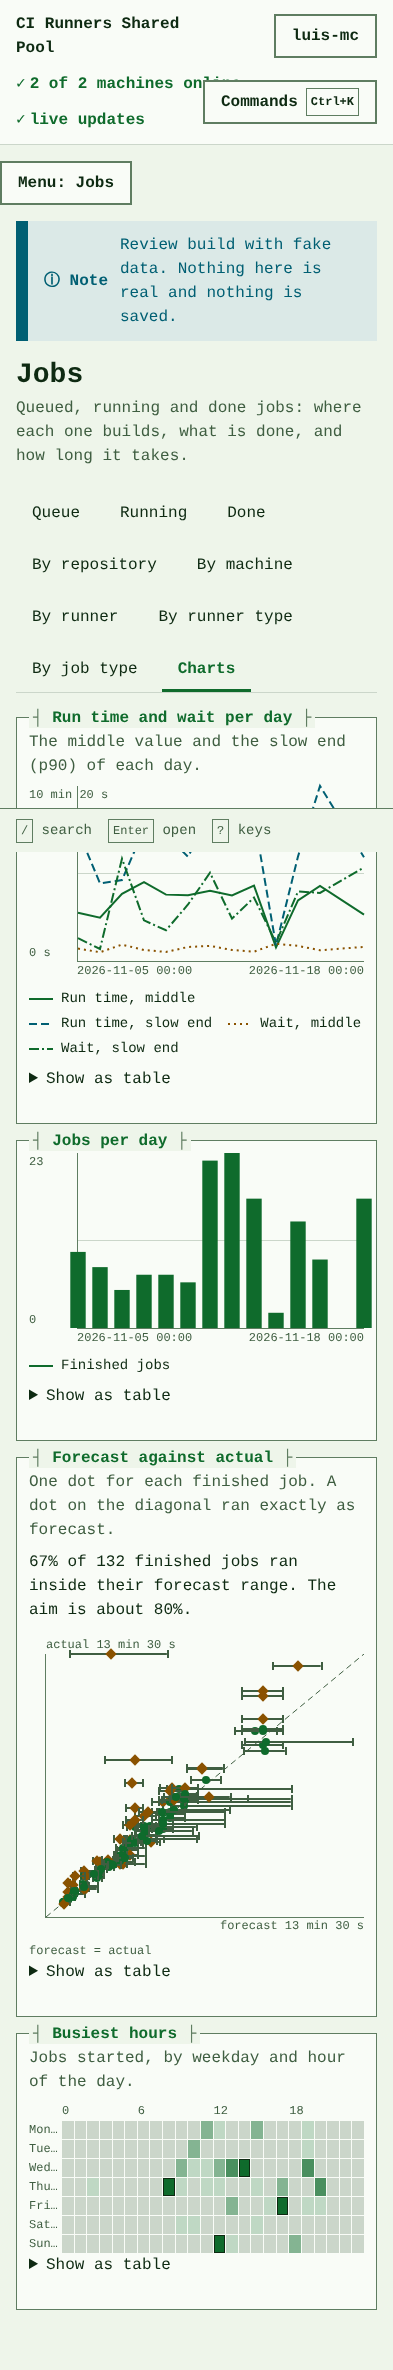 CI Runners Shared
Pool
luis-mc
✓ 2 of 2 machines online
Commands Ctrl+K
✓ live updates
Menu: Jobs
ⓘ Note
Review build with fake
data. Nothing here is
real and nothing is
saved.
Jobs
Queued, running and done jobs: where
each one builds, what is done, and
how long it takes.
Queue Running Done
By repository By machine
By runner By runner type
By job type Charts
Run time and wait per day
The middle value and the slow end
(p90) of each day.
10 min 20 s
/ search Enter open ? keys
0 s
2026-11-05 00:00 2026-11-18 00:00
Run time, middle
Run time, slow end Wait, middle
Wait, slow end
▶ Show as table
Jobs per day
23
0
2026-11-05 00:00 2026-11-18 00:00
Finished jobs
▶ Show as table
Forecast against actual
One dot for each finished job. A
dot on the diagonal ran exactly as
forecast.
67% of 132 finished jobs ran
inside their forecast range. The
aim is about 80%.
actual 13 min 30 s
forecast 13 min 30 s
forecast = actual
▶ Show as table
Busiest hours
Jobs started, by weekday and hour
of the day.
0 6 12 18
Mon…
Tue…
Wed…
Thu…
Fri…
Sat…
Sun…
▶ Show as table